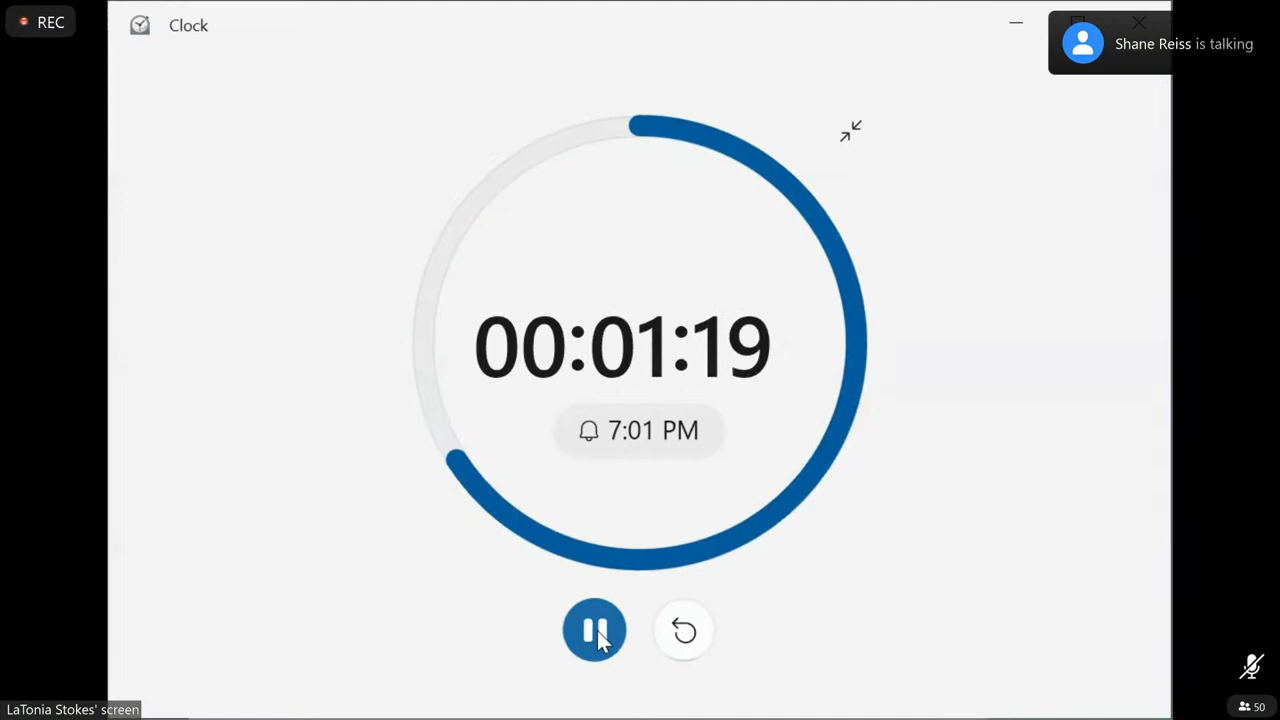 REC
Clock
Shane Reiss is talking
00:01:19
7:01 PM
LaTonia Stokes' screen
50